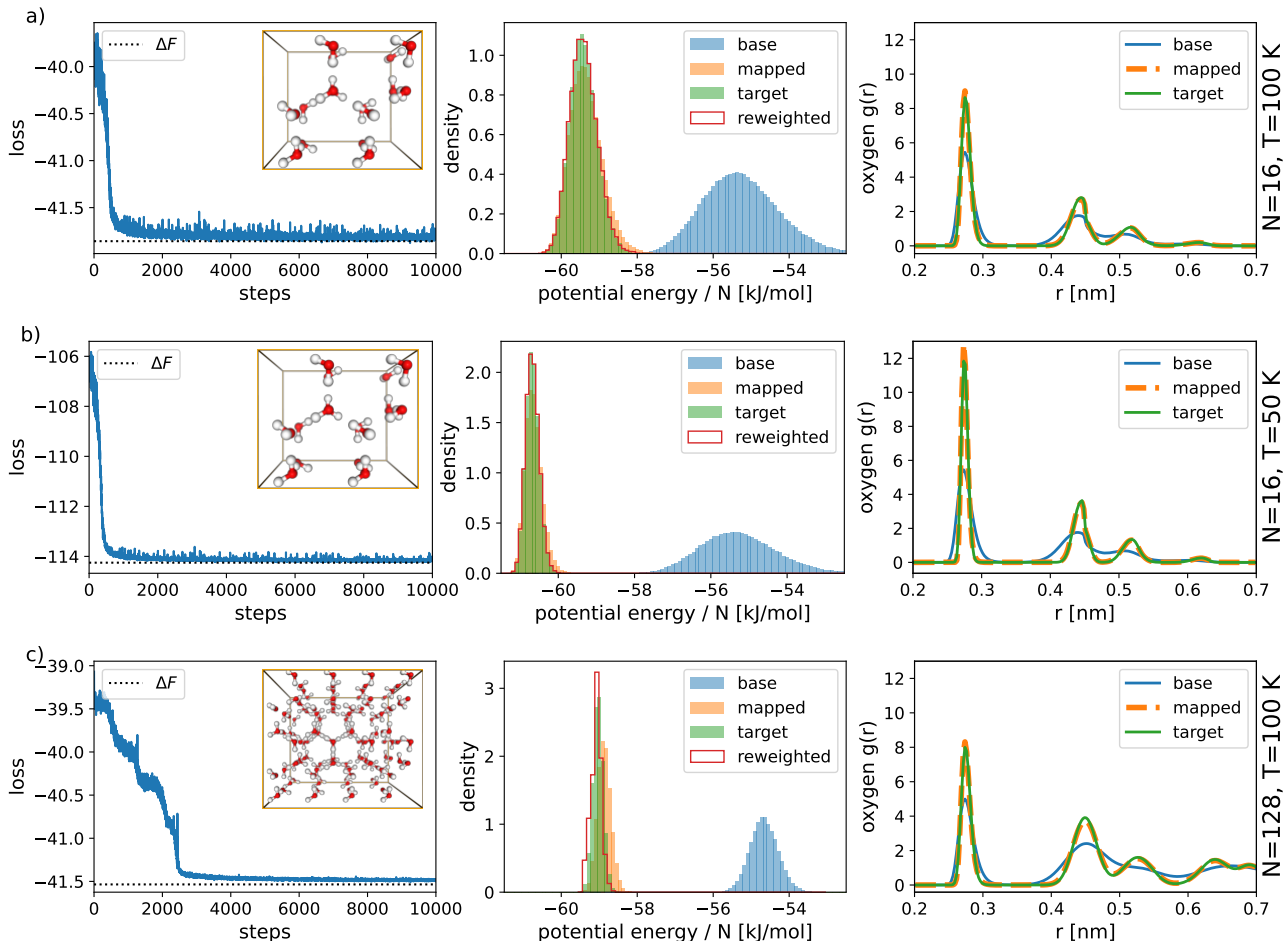 a)
−40.0
−40.5
−41.0
−41.5
loss
ΔF
0
2000
4000
6000
8000
10000
steps
1.0
0.8
0.6
0.4
0.2
0.0
density
base
mapped
target
reweighted
−60
−58
−56
−54
potential energy / N [kJ/mol]
12
10
8
6
4
2
0
oxygen g(r)
base
mapped
target
0.2
0.3
0.4
0.5
0.6
0.7
r [nm]
N=16, T=100 K
b)
−106
−108
−110
−112
−114
loss
ΔF
0
2000
4000
6000
8000
10000
steps
2.0
1.5
1.0
0.5
0.0
density
base
mapped
target
reweighted
−60
−58
−56
−54
potential energy / N [kJ/mol]
12
10
8
6
4
2
0
oxygen g(r)
base
mapped
target
0.2
0.3
0.4
0.5
0.6
0.7
r [nm]
N=16, T=50 K
c)
−39.0
−39.5
−40.0
−40.5
−41.0
−41.5
loss
ΔF
0
2000
4000
6000
8000
10000
steps
3
2
1
0
density
base
mapped
target
reweighted
−60
−58
−56
−54
potential energy / N [kJ/mol]
12
10
8
6
4
2
0
oxygen g(r)
base
mapped
target
0.2
0.3
0.4
0.5
0.6
0.7
r [nm]
N=128, T=100 K